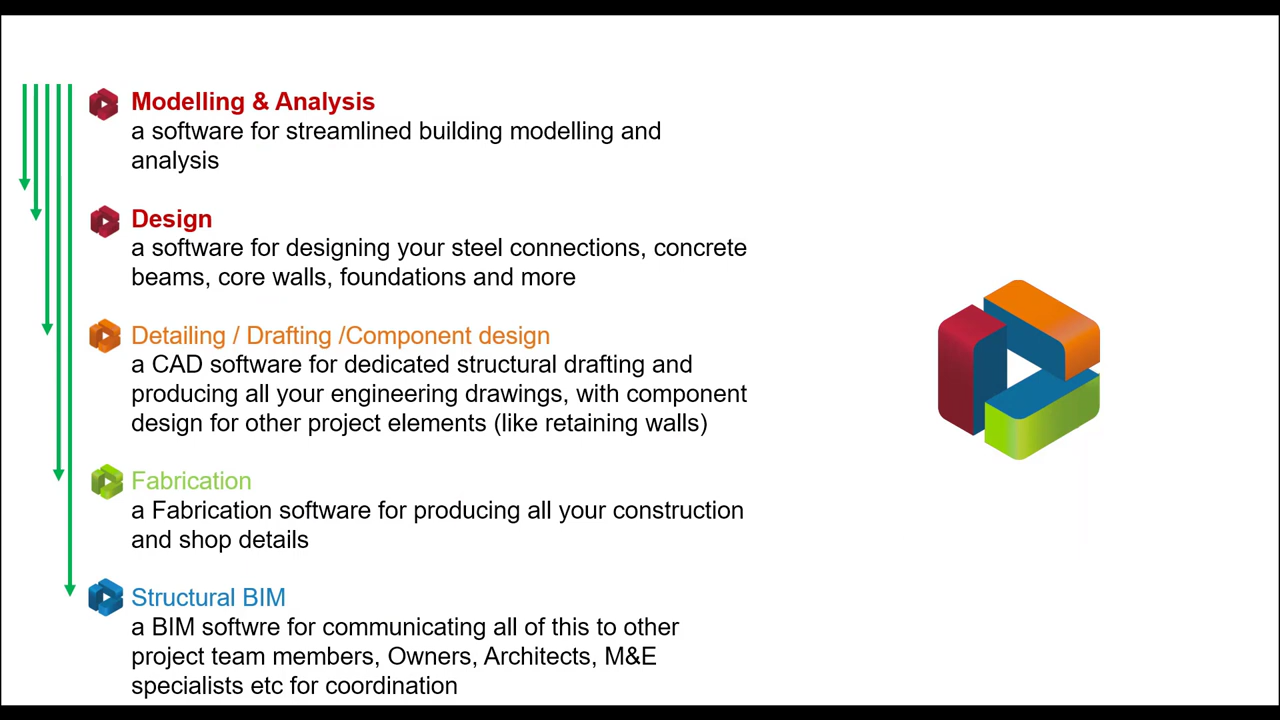 Modelling & Analysis
a software for streamlined building modelling and
analysis
Design
a software for designing your steel connections, concrete
beams, core walls, foundations and more
Detailing / Drafting /Component design
a CAD software for dedicated structural drafting and
producing all your engineering drawings, with component
design for other project elements (like retaining walls)
Fabrication
a Fabrication software for producing all your construction
and shop details
Structural BIM
a BIM softwre for communicating all of this to other
project team members, Owners, Architects, M&E
specialists etc for coordination